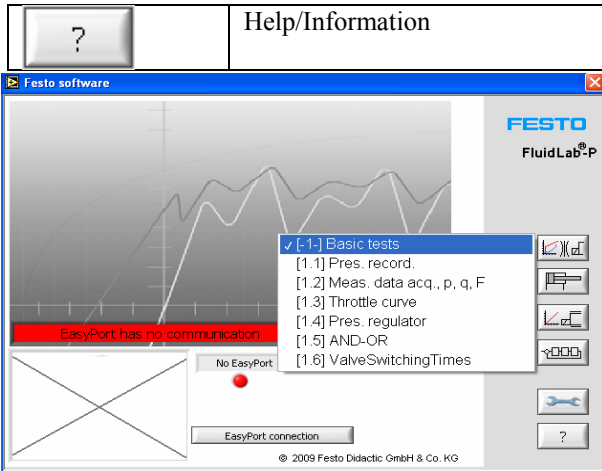 ?
Help/Information
Festo software
FESTO
FluidLab®-P
✓ [-1-] Basic tests
[1.1] Pres. record.
[1.2] Meas. data acq., p, q, F
[1.3] Throttle curve
[1.4] Pres. regulator
[1.5] AND-OR
[1.6] ValveSwitchingTimes
EasyPort has no communication
No EasyPort
EasyPort connection
?
© 2009 Festo Didactic GmbH & Co. KG